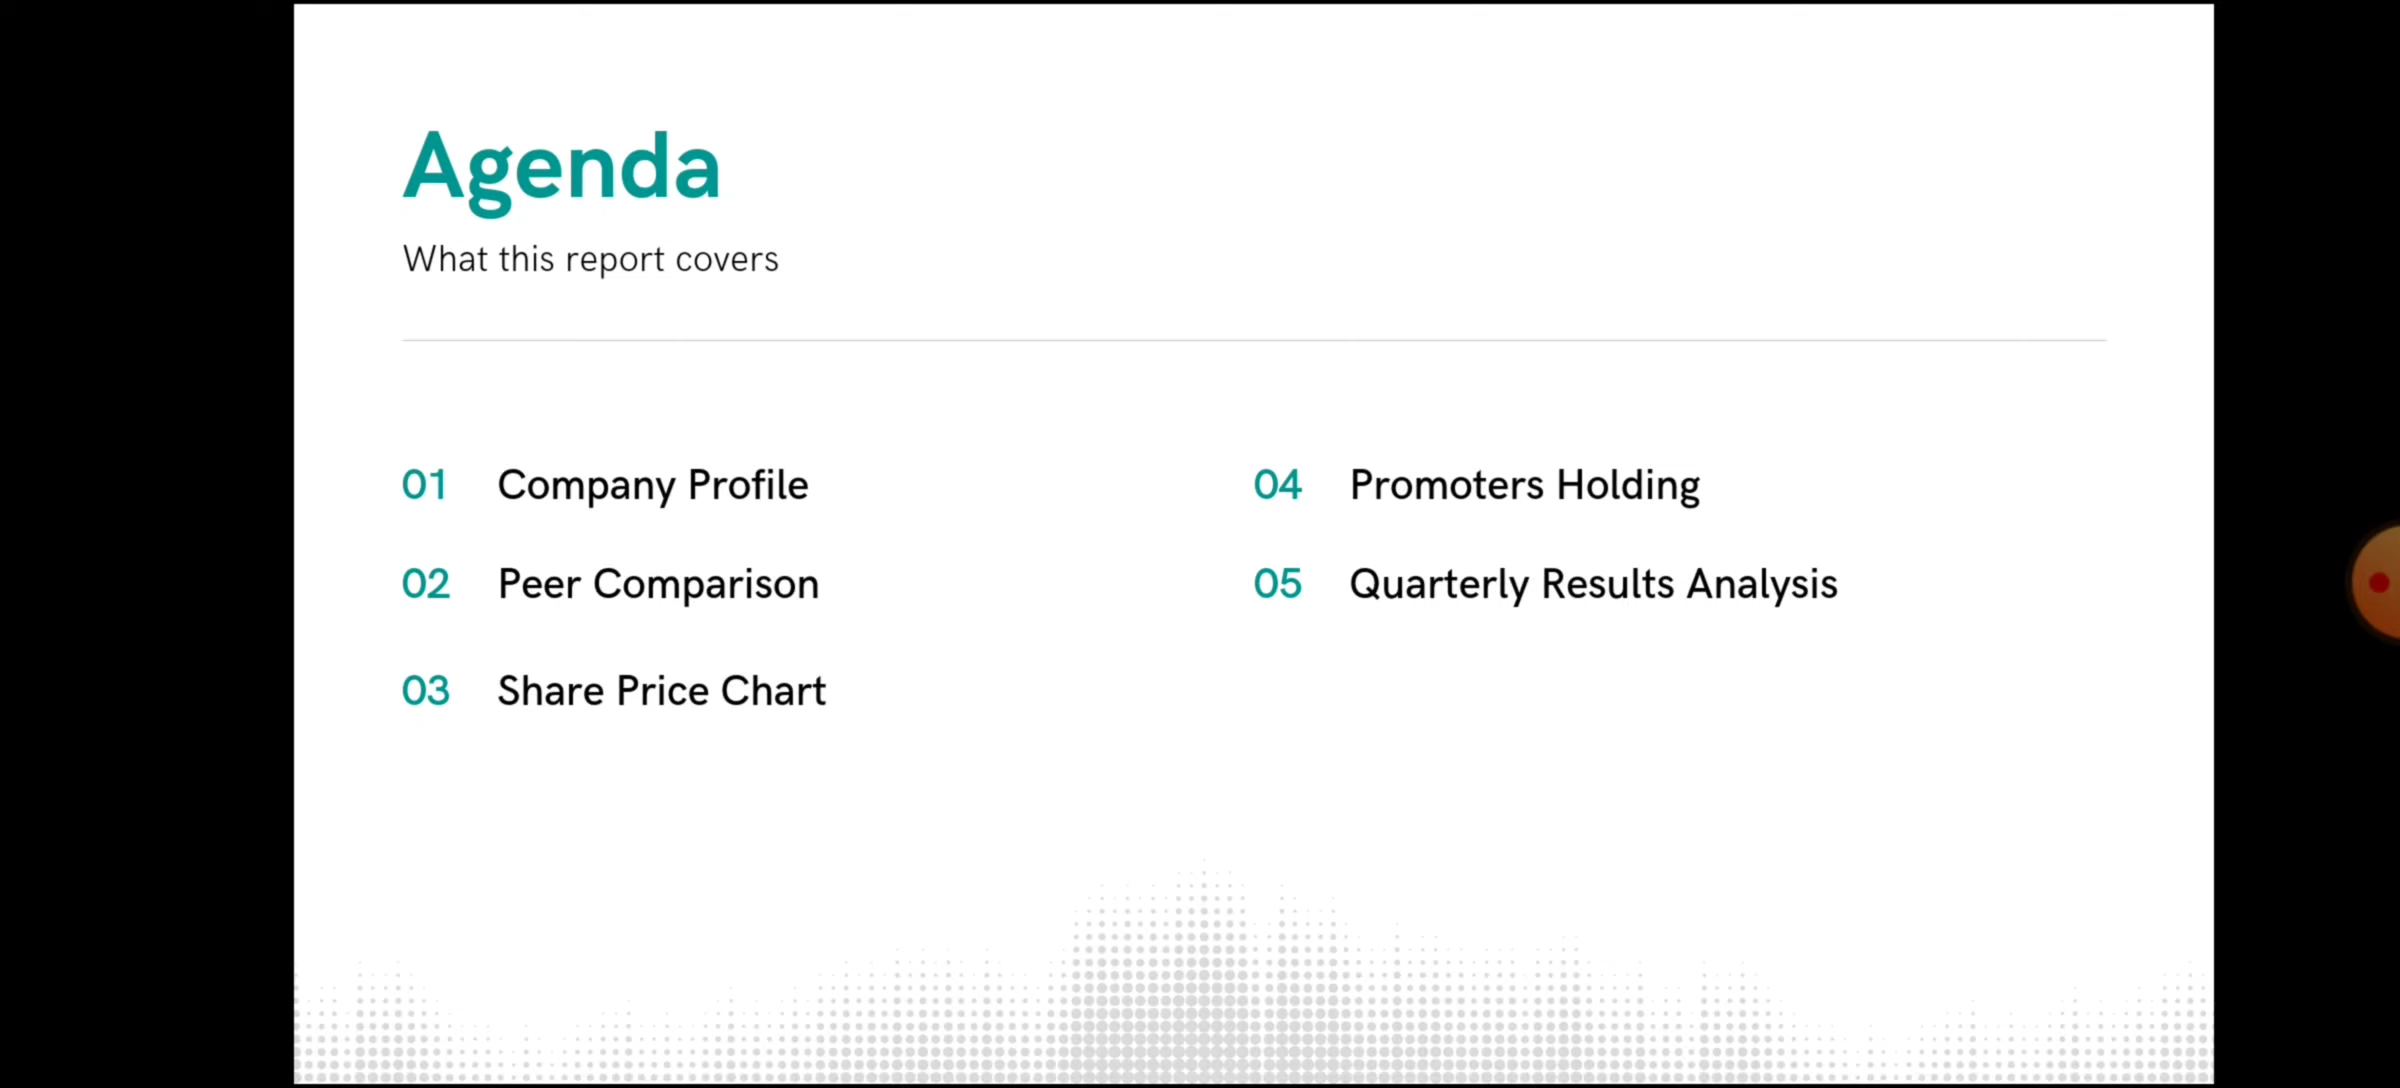 Agenda
What this report covers
01 Company Profile
02 Peer Comparison
03 Share Price Chart
04 Promoters Holding
05 Quarterly Results Analysis